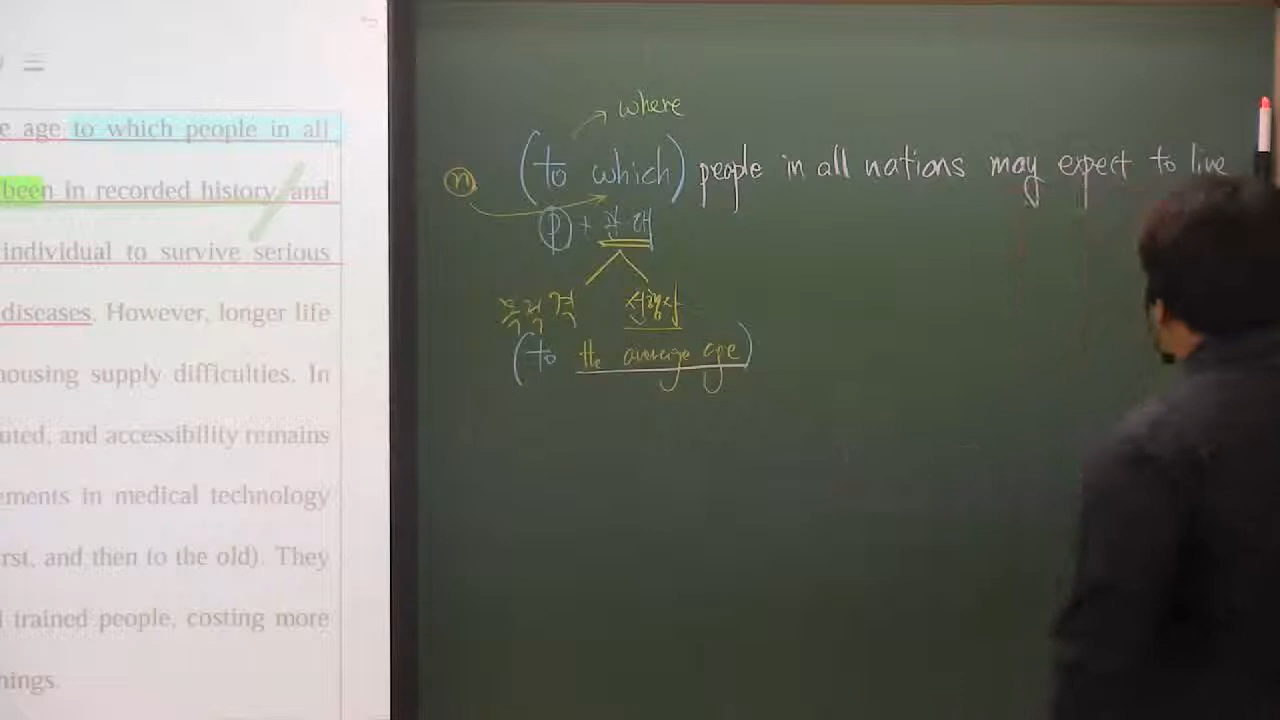 e age to which people in all
been in recorded history and
individual to survive serious
diseases. However, longer life
nousing supply difficulties. In
uted, and accessibility remains
ements in medical technology
rst, and then to the old). They
l trained people, costing more
nings.
where
n (to which) people in all nations may expect to live
P + 관대
목적격 선행사
(to the average age)